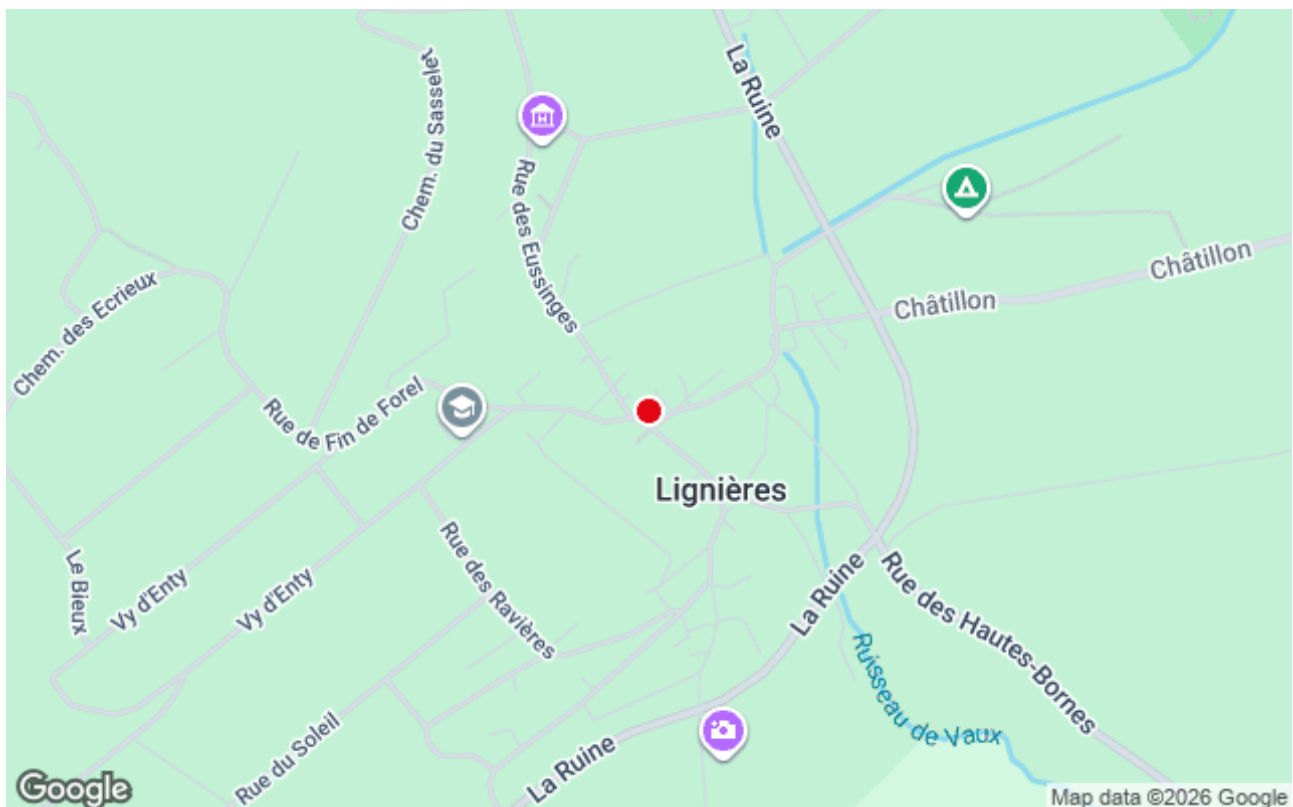 La Ruine
Chem. du Sasselet
Rue des Eussinges
Châtillon
Châtillon
Chem. des Ecrieux
Rue de Fin de Forel
Lignières
Le Bieux
Vy d'Enty
Vy d'Enty
Rue des Ravières
La Ruine
Rue des Hautes-Bornes
Ruisseau de Vaux
Rue du Soleil
La Ruine
Google
Map data ©2026 Google